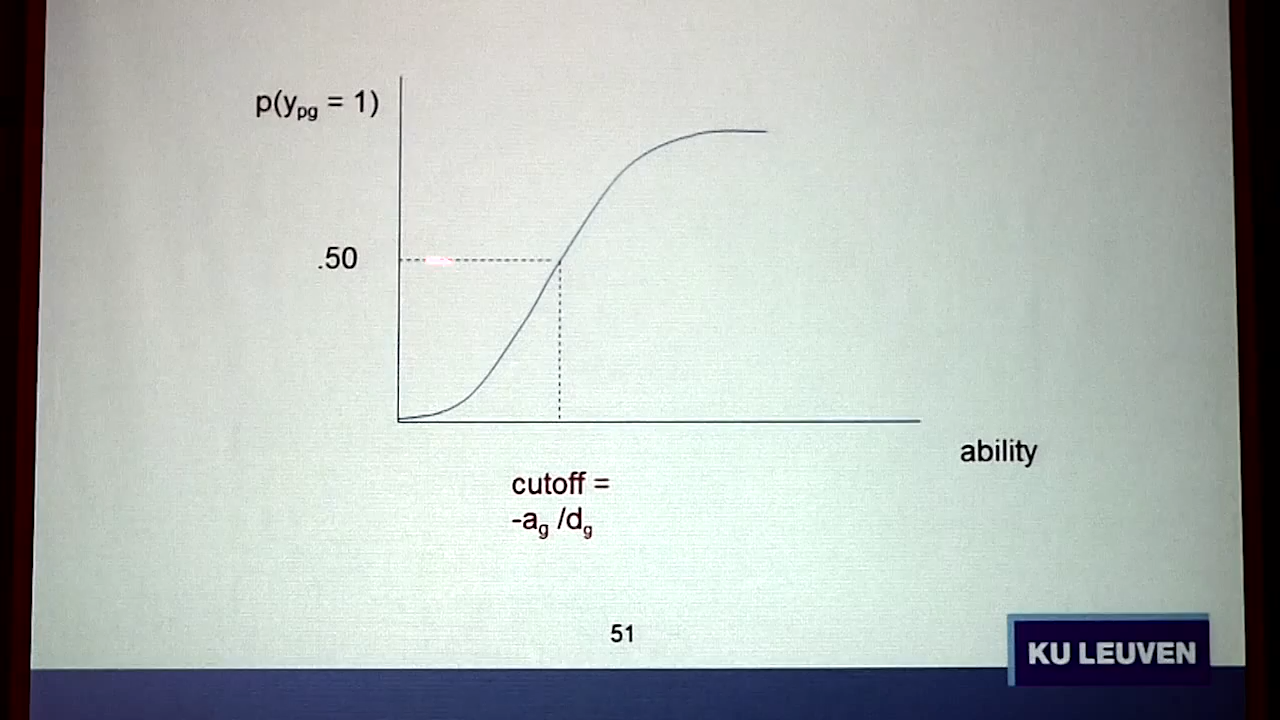 p(ypg = 1)
.50
ability
cutoff =
-ag /dg
51
KU LEUVEN